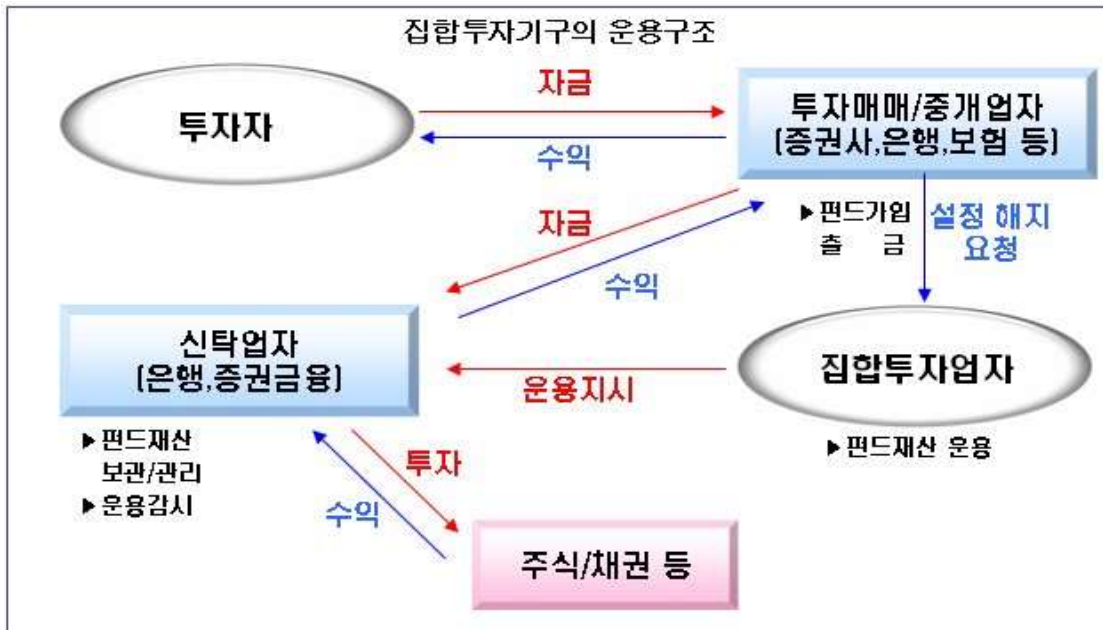 집합투자기구의 운용구조
투자자
자금
수익
투자매매/중개업자
(증권사,은행,보험 등)
▶펀드가입
출 금
설정 해지
요청
자금
수익
신탁업자
(은행,증권금융)
▶펀드재산
보관/관리
▶운용감시
운용지시
집합투자업자
▶펀드재산 운용
투자
수익
주식/채권 등